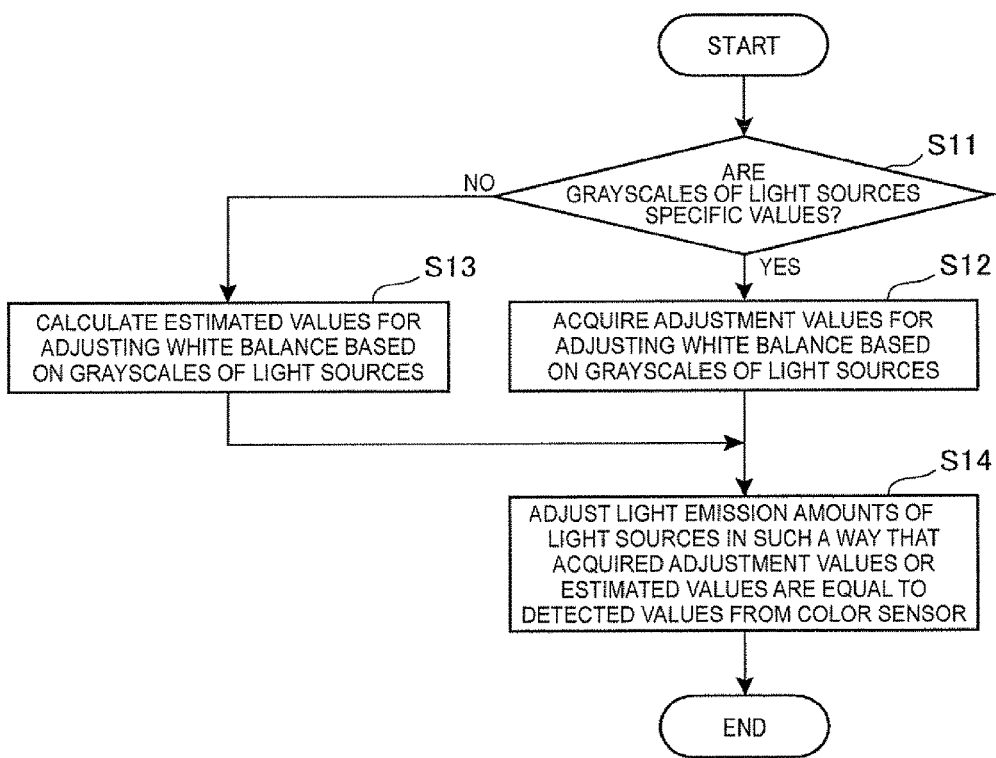 START
S11
ARE
GRAYSCALES OF LIGHT SOURCES
SPECIFIC VALUES?
NO
YES
S13
CALCULATE ESTIMATED VALUES FOR
ADJUSTING WHITE BALANCE BASED
ON GRAYSCALES OF LIGHT SOURCES
S12
ACQUIRE ADJUSTMENT VALUES FOR
ADJUSTING WHITE BALANCE BASED
ON GRAYSCALES OF LIGHT SOURCES
S14
ADJUST LIGHT EMISSION AMOUNTS OF
LIGHT SOURCES IN SUCH A WAY THAT
ACQUIRED ADJUSTMENT VALUES OR
ESTIMATED VALUES ARE EQUAL TO
DETECTED VALUES FROM COLOR SENSOR
END